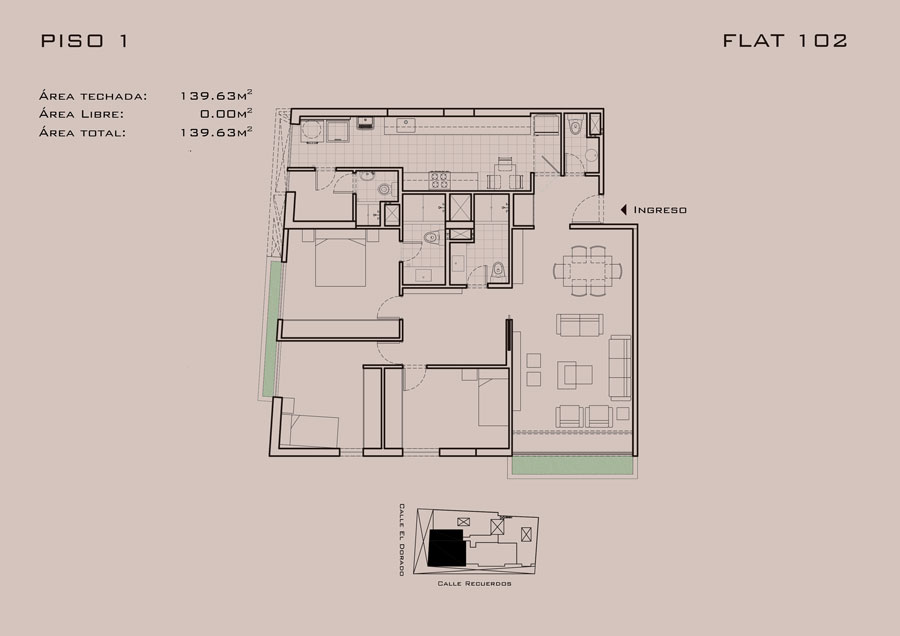 PISO 1
FLAT 102
ÁREA TECHADA: 139.63M²
ÁREA LIBRE: 0.00M²
ÁREA TOTAL: 139.63M²
INGRESO
CALLE EL DORADO
CALLE RECUERDOS